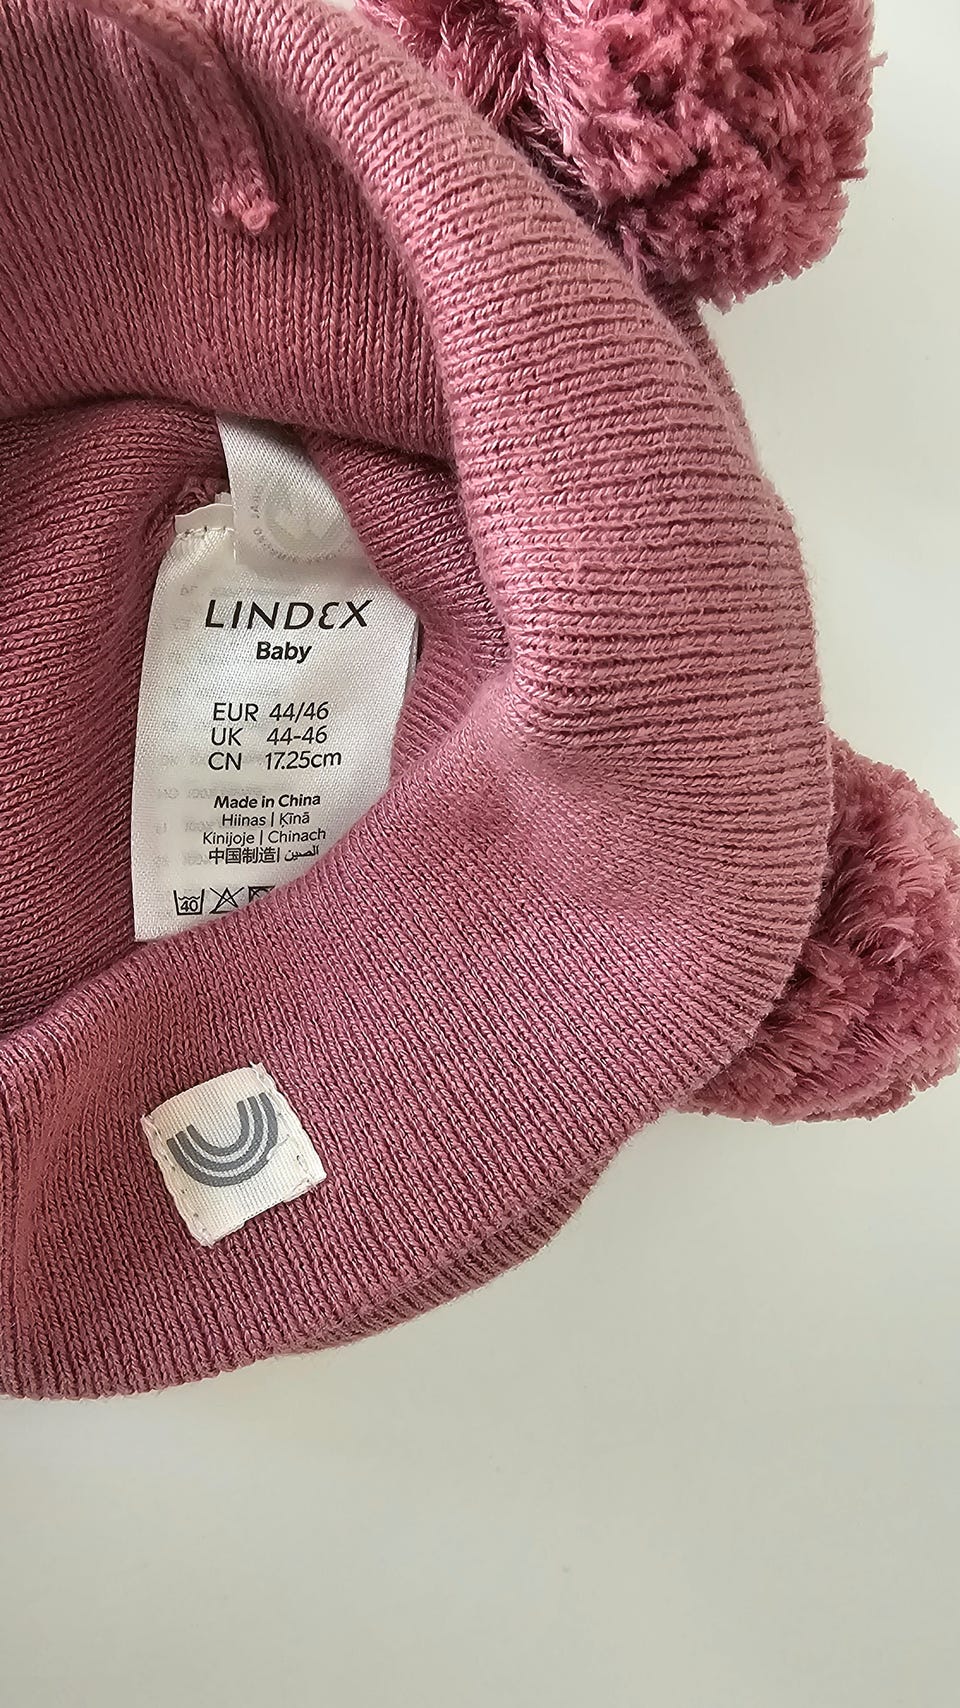 LINDEX
Baby
EUR 44/46
UK 44-46
CN 17.25cm
Made in China
Hiinas | Ķīnā
Kinijoje | Chinach
中国制造| الصين
40